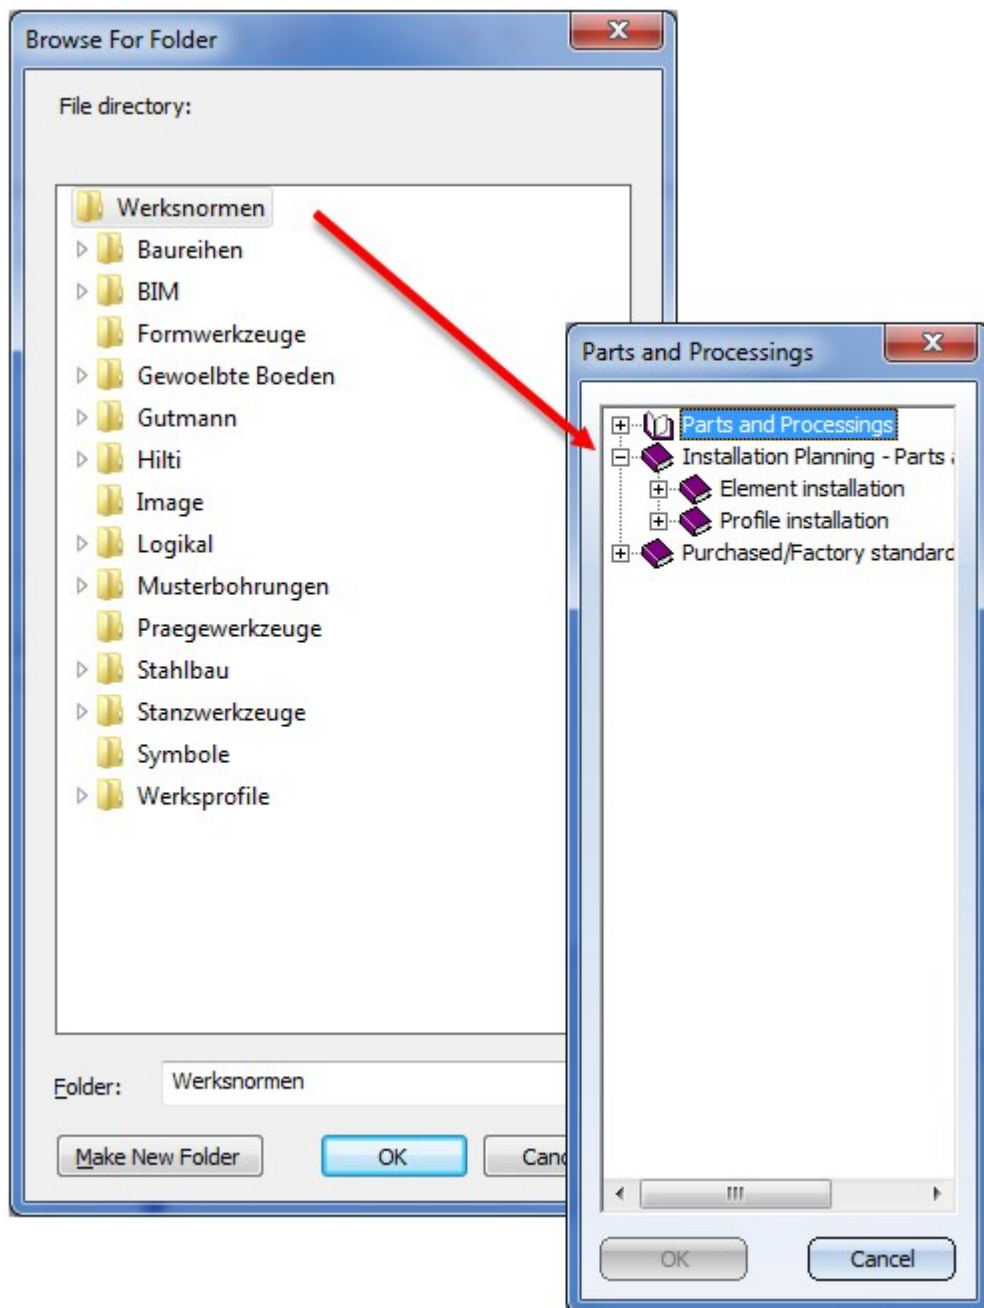 Browse For Folder
File directory:
Werksnormen
Baureihen
BIM
Formwerkzeuge
Gewoelbte Boeden
Gutmann
Hilti
Image
Logikal
Musterbohrungen
Praegewerkzeuge
Stahlbau
Stanzwerkzeuge
Symbole
Werksprofile
Folder:
Werksnormen
Make New Folder
OK
Canc
Parts and Processings
Parts and Processings
Installation Planning - Parts a
Element installation
Profile installation
Purchased/Factory standard
OK
Cancel